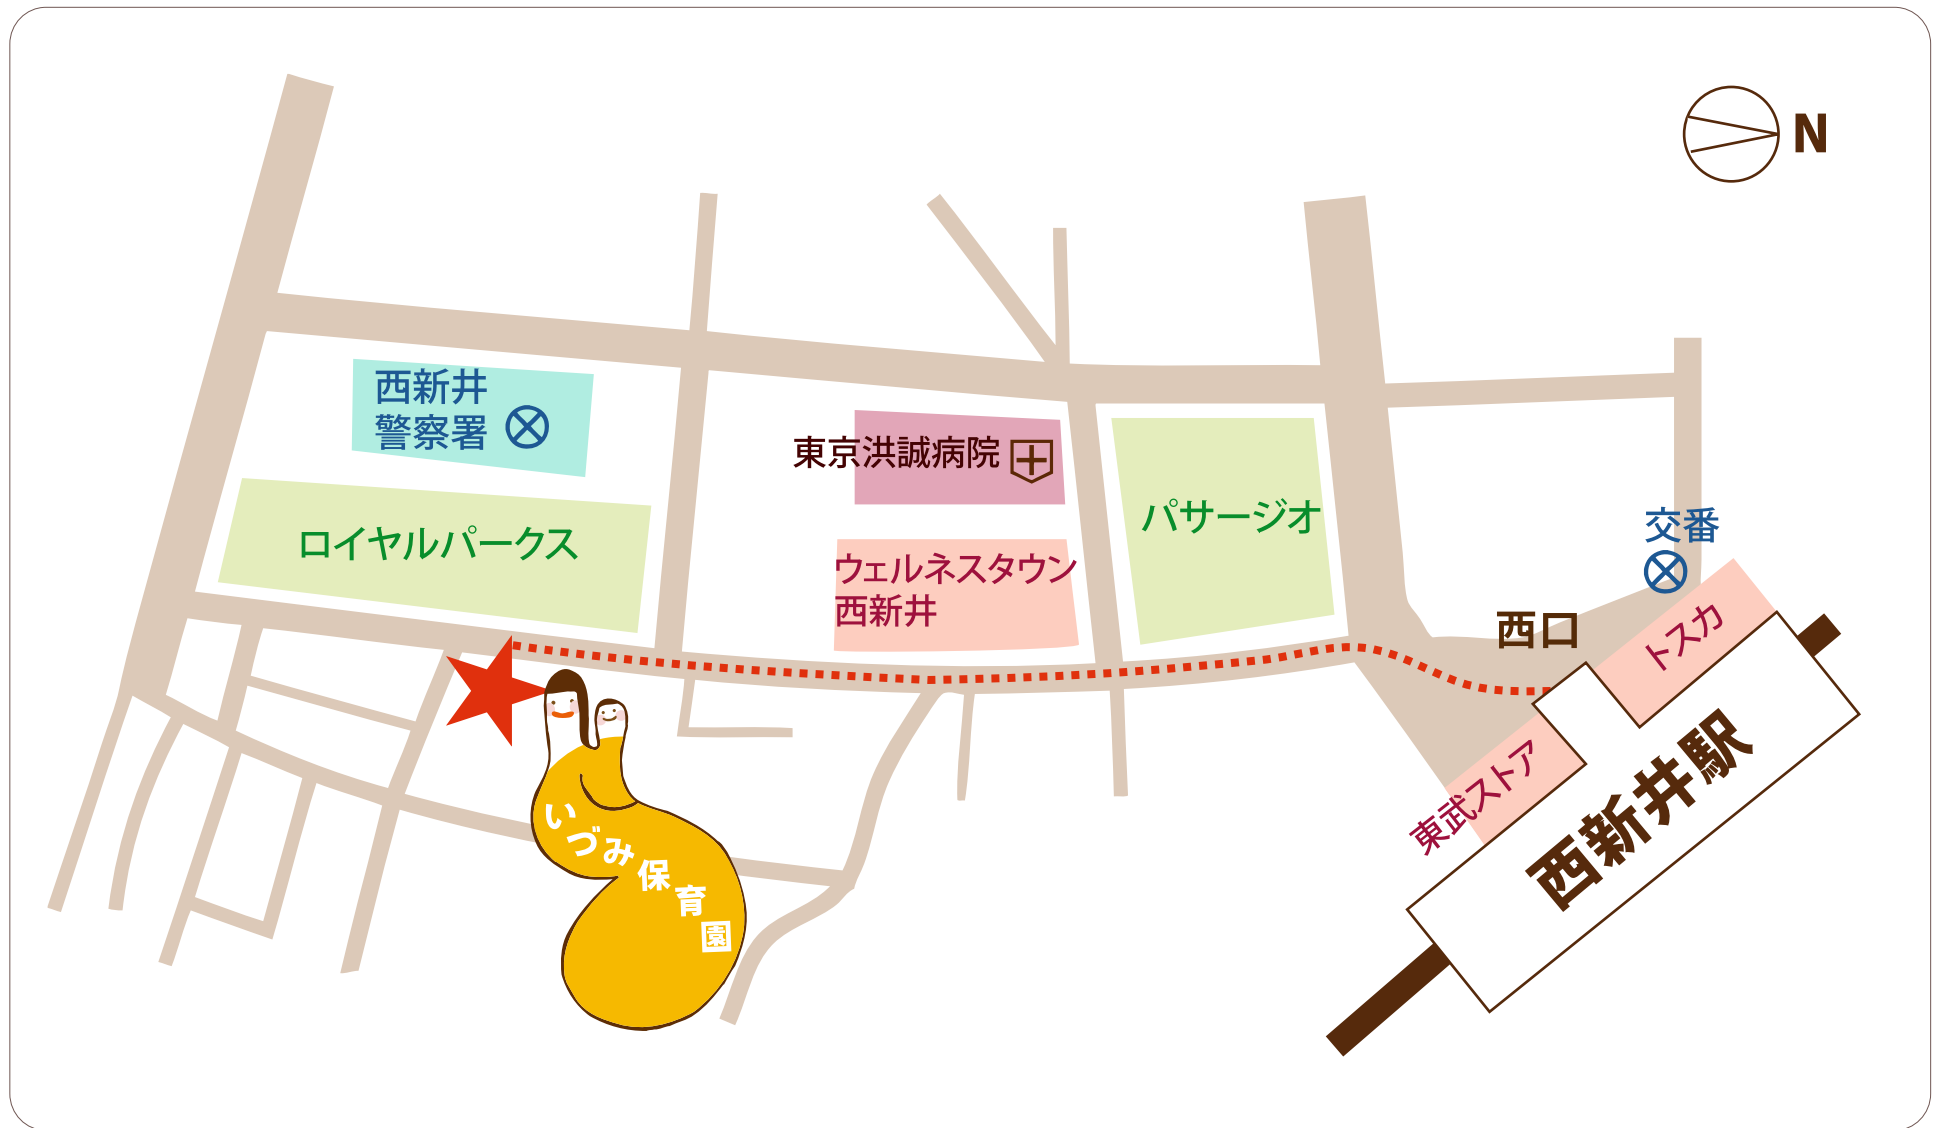 N
西新井
警察署
東京洪誠病院
パサージオ
ロイヤルパークス
ウェルネスタウン
西新井
交番
西口
トスカ
東武ストア
西新井駅
いづみ保育園